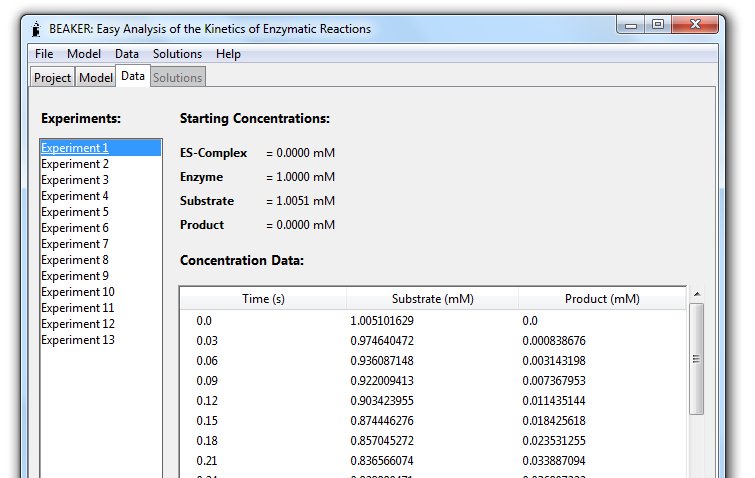 BEAKER: Easy Analysis of the Kinetics of Enzymatic Reactions
File Model Data Solutions Help
Project Model Data Solutions
Experiments:
Experiment 1
Experiment 2
Experiment 3
Experiment 4
Experiment 5
Experiment 6
Experiment 7
Experiment 8
Experiment 9
Experiment 10
Experiment 11
Experiment 12
Experiment 13
Starting Concentrations:
ES-Complex = 0.0000 mM
Enzyme = 1.0000 mM
Substrate = 1.0051 mM
Product = 0.0000 mM
Concentration Data:
Time (s) Substrate (mM) Product (mM)
0.0 1.005101629 0.0
0.03 0.974640472 0.000838676
0.06 0.936087148 0.003143198
0.09 0.922009413 0.007367953
0.12 0.903423955 0.011435144
0.15 0.874446276 0.018425618
0.18 0.857045272 0.023531255
0.21 0.836566074 0.033887094